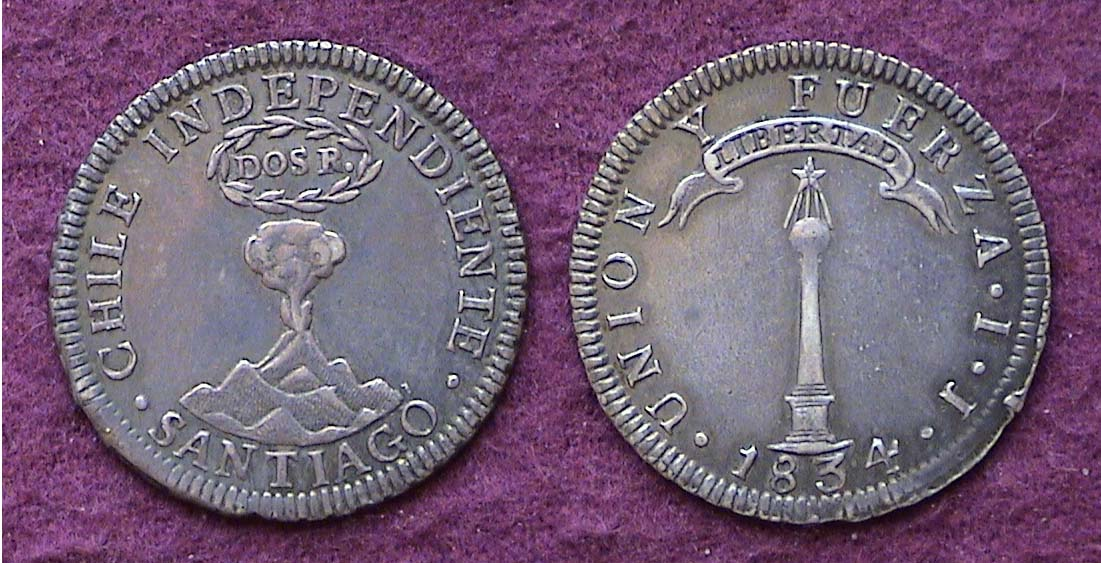 CHILE INDEPENDIENTE
DOS R.
· SANTIAGO ·
UNION Y FUERZA · I · J ·
LIBERTAD
1834